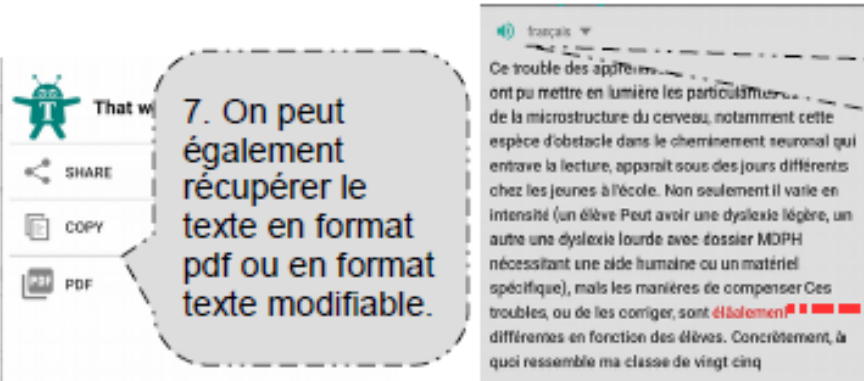 T That w
SHARE
COPY
PDF PDF
7. On peut
également
récupérer le
texte en format
pdf ou en format
texte modifiable.
français
Ce trouble des
ont pu mettre en lumière les
de la microstructure du cerveau, notamment cette
espèce d'obstacle dans le cheminement neuronal qui
entrave la lecture, apparait sous des jours différents
chez les jeunes à l'école. Non seulement il varie en
intensité (un élève Peut avoir une dyslexie légère, un
autre une dyslexie lourde avec dossier MDPH
nécessitant une aide humaine ou un matériel
spécifique), mais les manières de compenser Ces
troubles, ou de les corriger, sont élâalement
différentes en fonction des élèves. Concrètement, à
quoi ressemble ma classe de vingt cinq